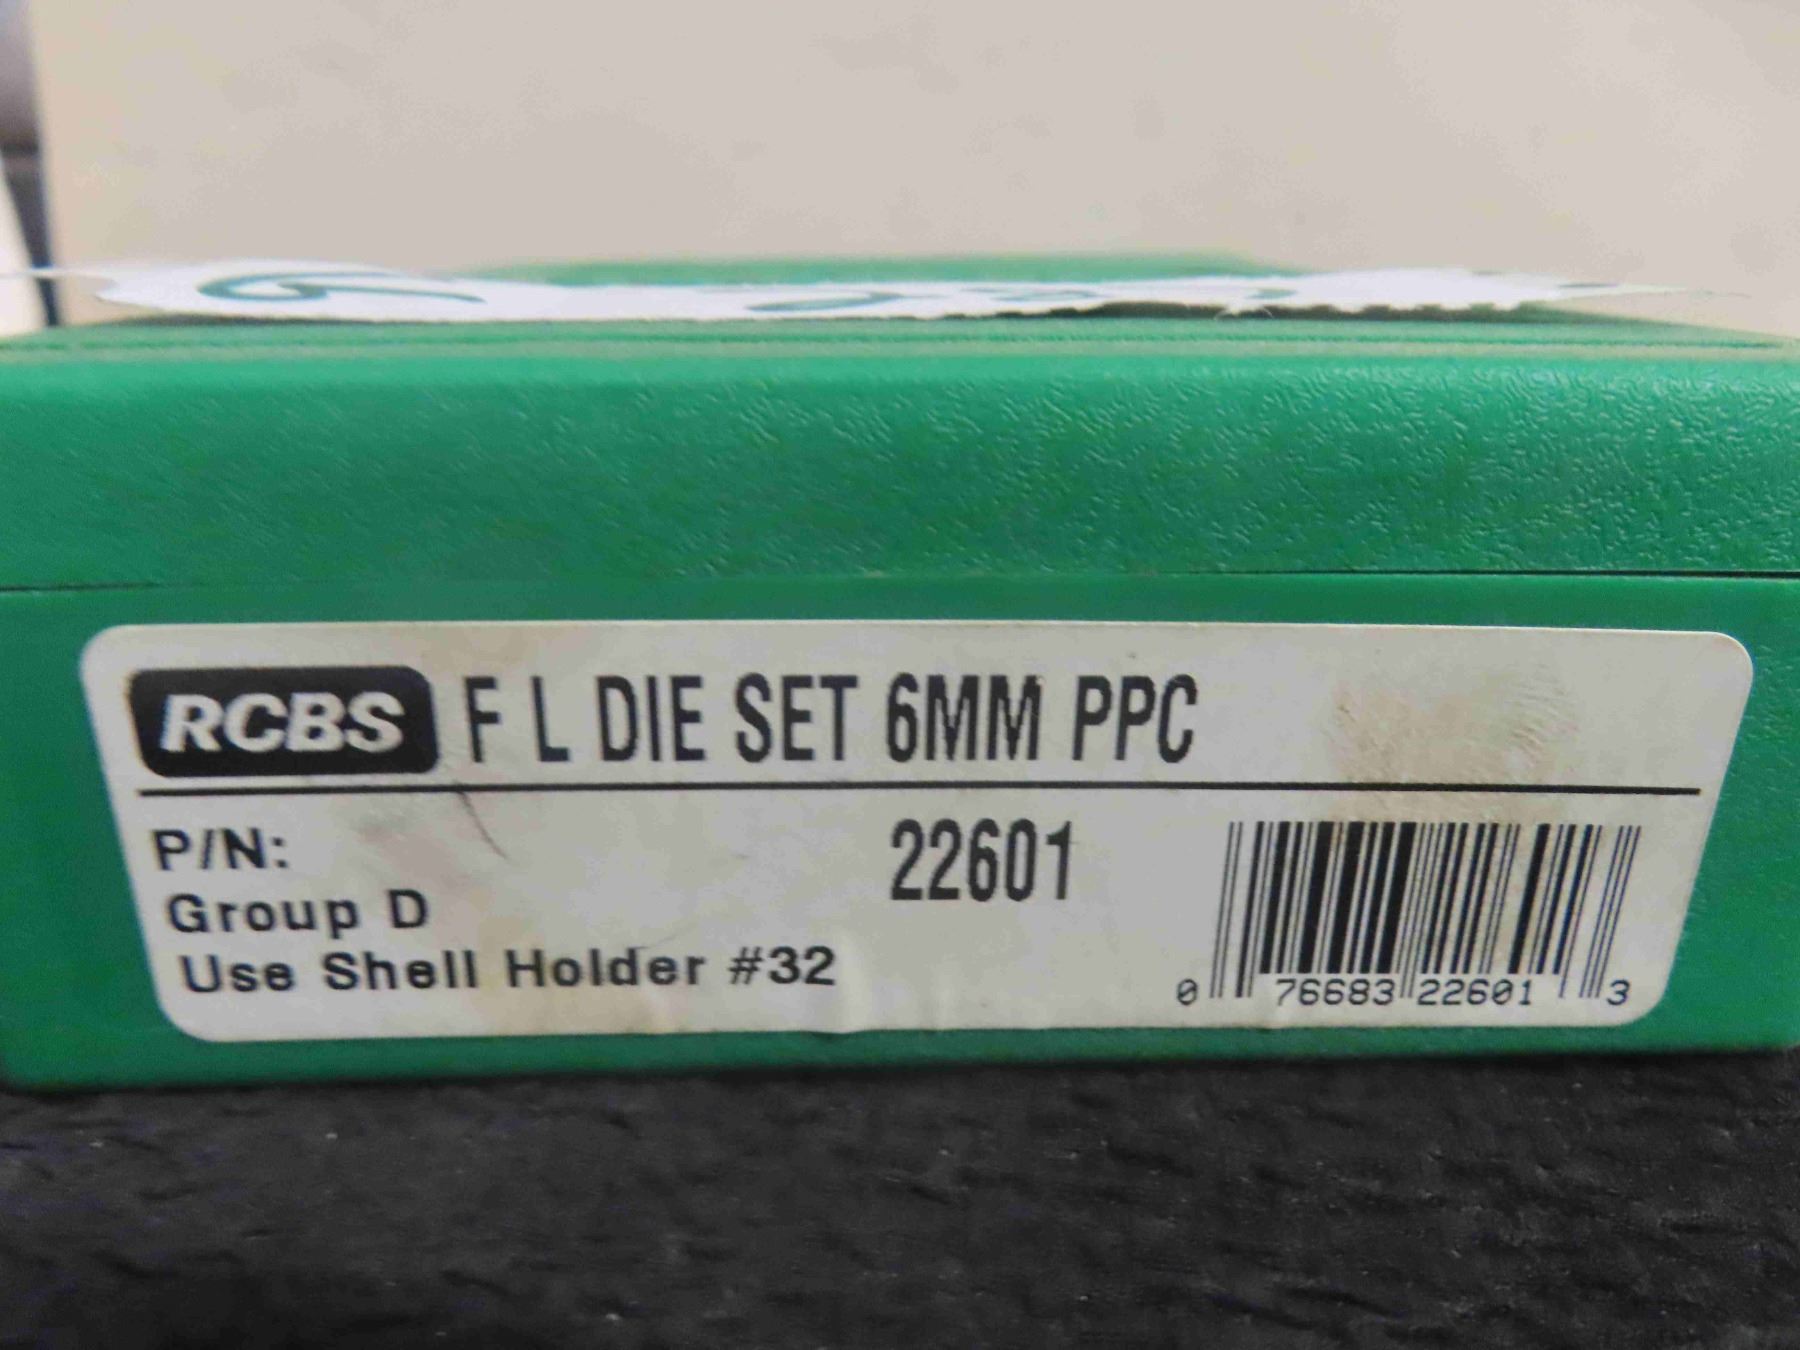 RCBS F L DIE SET 6MM PPC
P/N: 22601
Group D
Use Shell Holder #32
0 76683 22601 3